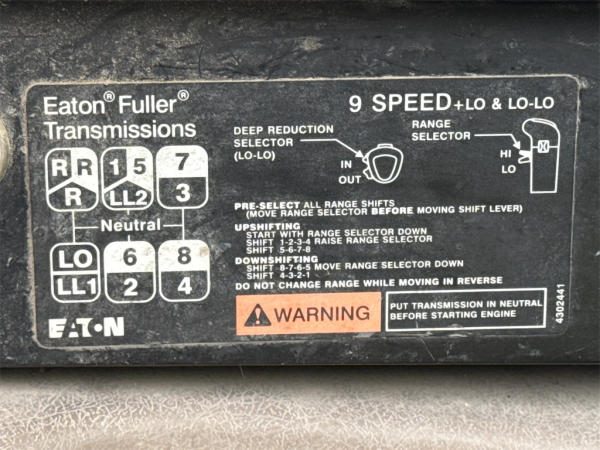 Eaton® Fuller®
Transmissions
9 SPEED +LO & LO-LO
R R
R
1 5
LL2
7
3
Neutral
LO
LL1
6
2
8
4
EATON
DEEP REDUCTION
SELECTOR
(LO-LO)
IN
OUT
RANGE
SELECTOR
HI
LO
PRE-SELECT ALL RANGE SHIFTS
(MOVE RANGE SELECTOR BEFORE MOVING SHIFT LEVER)
UPSHIFTING
START WITH RANGE SELECTOR DOWN
SHIFT 1-2-3-4 RAISE RANGE SELECTOR
SHIFT 5-6-7-8
DOWNSHIFTING
SHIFT 8-7-6-5 MOVE RANGE SELECTOR DOWN
SHIFT 4-3-2-1
DO NOT CHANGE RANGE WHILE MOVING IN REVERSE
WARNING
PUT TRANSMISSION IN NEUTRAL
BEFORE STARTING ENGINE
4302441